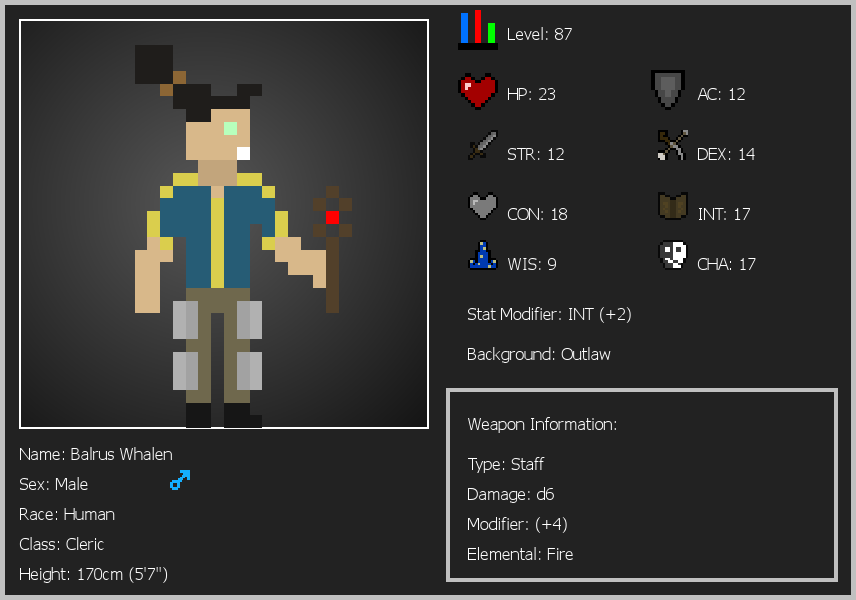 Level: 87
HP: 23
AC: 12
STR: 12
DEX: 14
CON: 18
INT: 17
WIS: 9
CHA: 17
Stat Modifier: INT (+2)
Background: Outlaw
Weapon Information:
Type: Staff
Damage: d6
Modifier: (+4)
Elemental: Fire
Name: Balrus Whalen
Sex: Male
Race: Human
Class: Cleric
Height: 170cm (5'7")